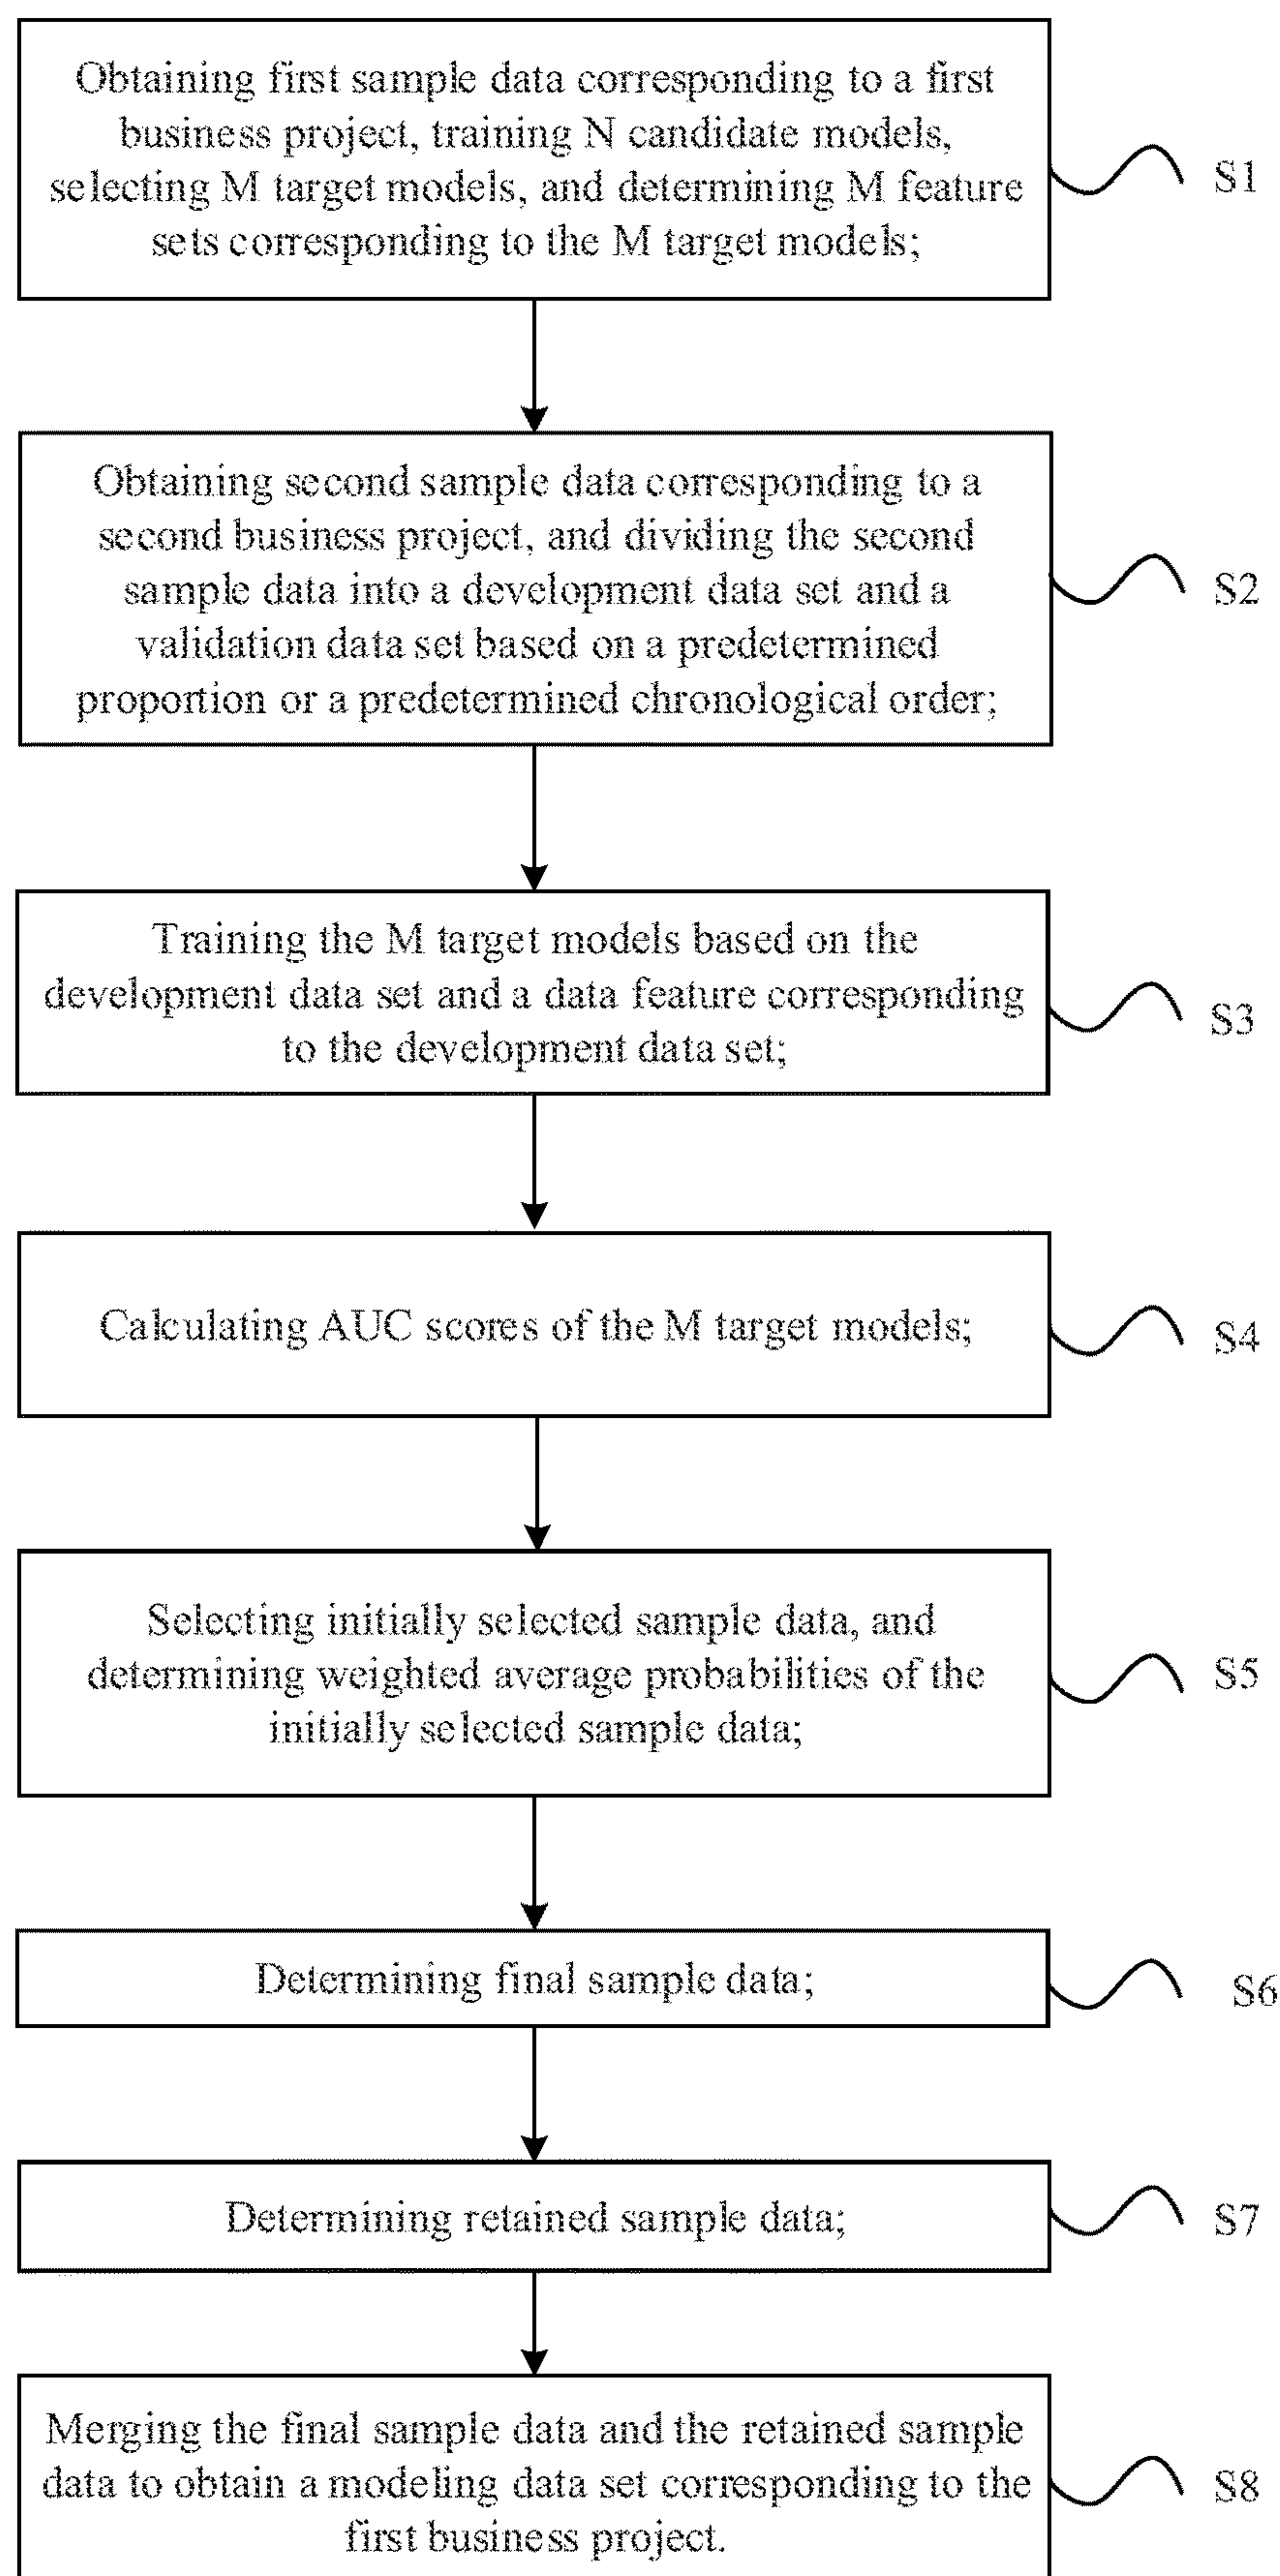 Obtaining first sample data corresponding to a first
business project, training N candidate models,
selecting M target models, and determining M feature
sets corresponding to the M target models;
S1
Obtaining second sample data corresponding to a
second business project, and dividing the second
sample data into a development data set and a
validation data set based on a predetermined
proportion or a predetermined chronological order;
S2
Training the M target models based on the
development data set and a data feature corresponding
to the development data set;
S3
Calculating AUC scores of the M target models;
S4
Selecting initially selected sample data, and
determining weighted average probabilities of the
initially selected sample data;
S5
Determining final sample data;
S6
Determining retained sample data;
S7
Merging the final sample data and the retained sample
data to obtain a modeling data set corresponding to the
first business project.
S8